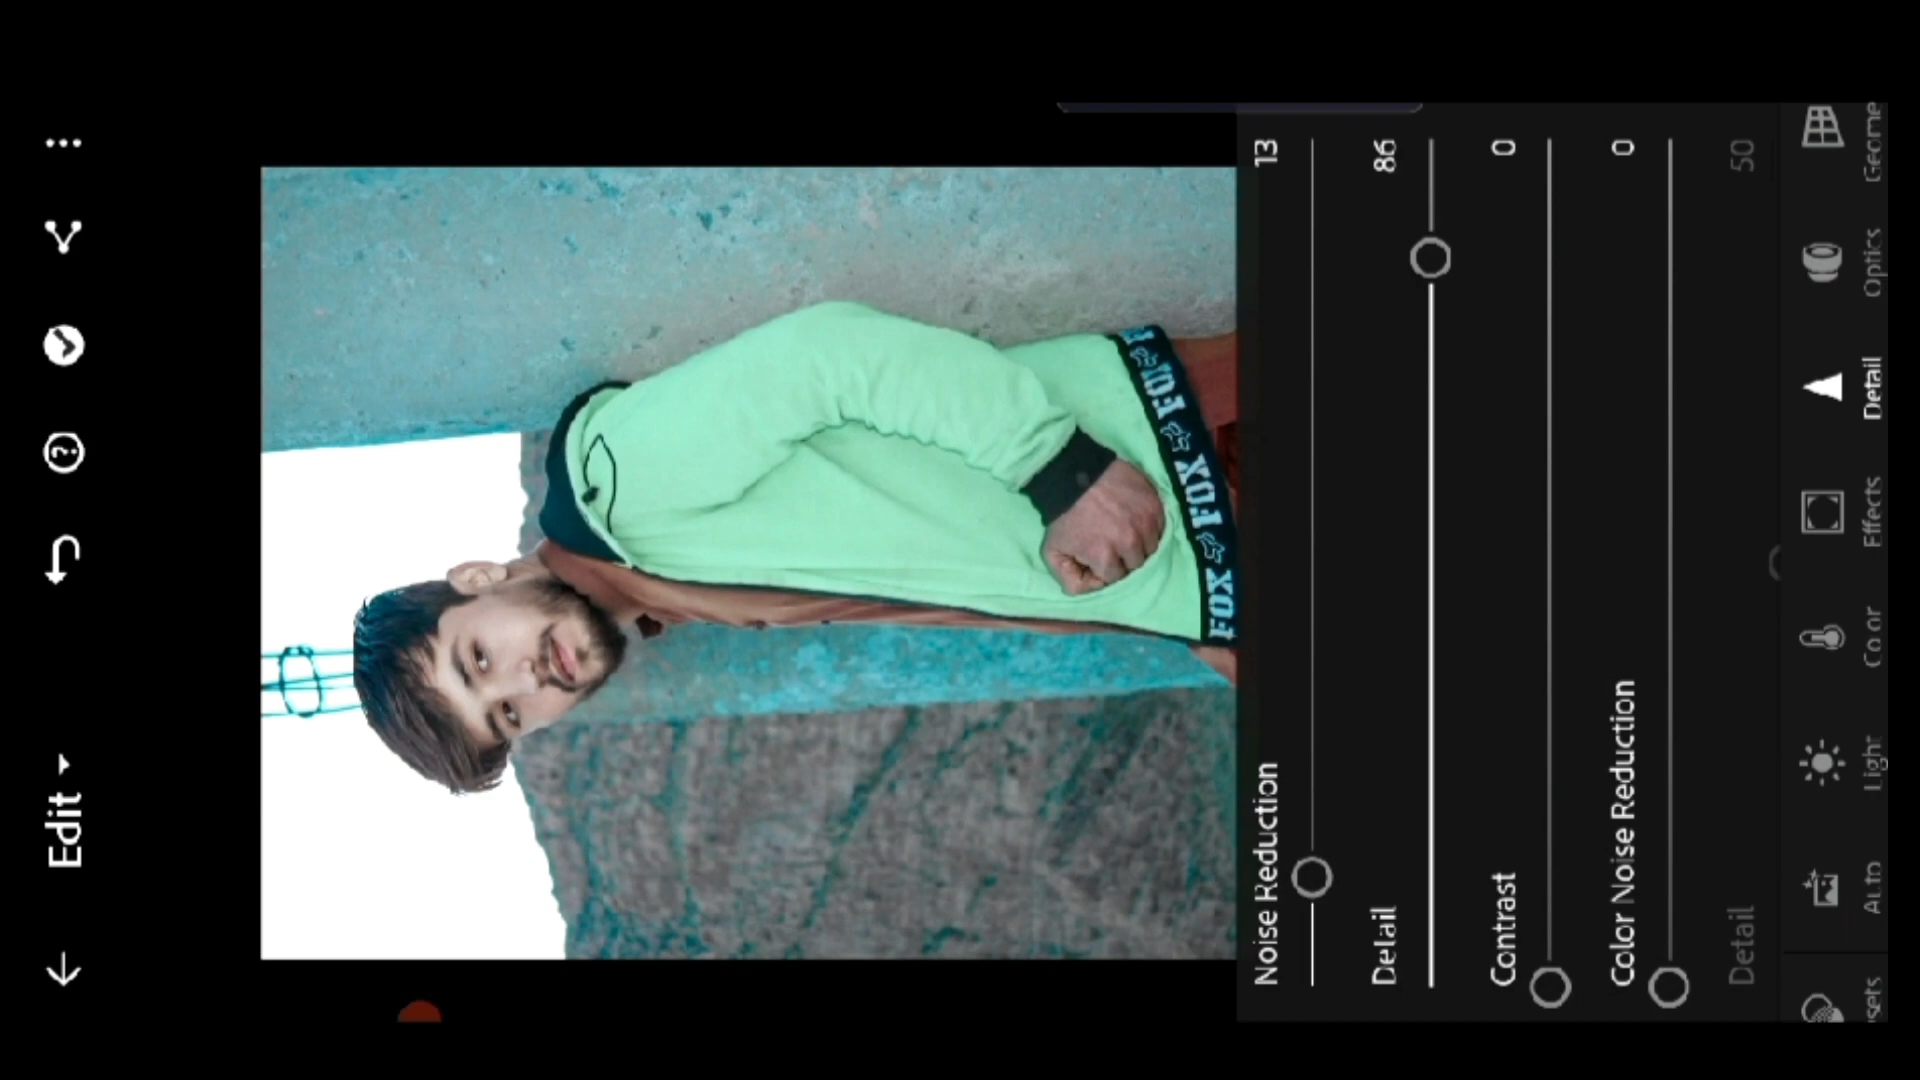 Edit
Noise Reduction 13
Detail 86
Contrast 0
Color Noise Reduction 0
Detail 50
Auto
Light
Color
Effects
Detail
Optics
FOX
FOX
FOX